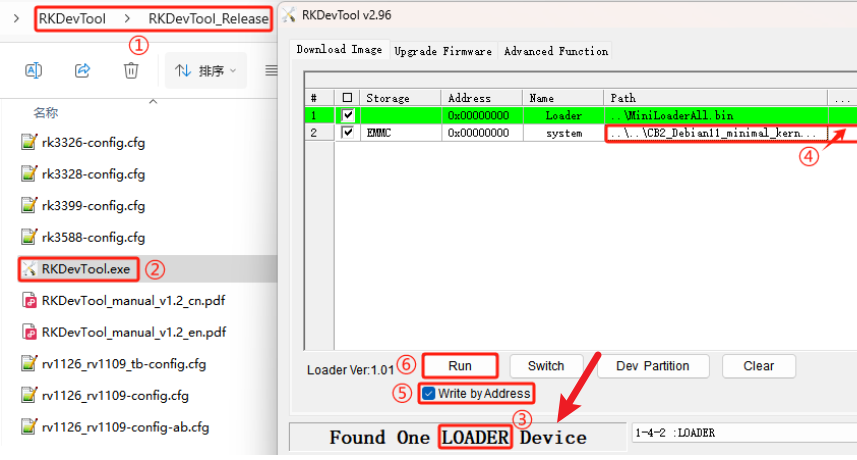 RKDevTool > RKDevTool_Release
①
排序
名称
rk3326-config.cfg
rk3328-config.cfg
rk3399-config.cfg
rk3588-config.cfg
RKDevTool.exe ②
RKDevTool_manual_v1.2_cn.pdf
RKDevTool_manual_v1.2_en.pdf
rv1126_rv1109_tb-config.cfg
rv1126_rv1109-config.cfg
rv1126_rv1109-config-ab.cfg
RKDevTool v2.96
Download Image Upgrade Firmware Advanced Function
# Storage Address Name Path ...
1 0x00000000 Loader ..\MiniLoaderAll.bin
2 EMMC 0x00000000 system ..\..\CB2_Debian11_minimal_kern...
④
Loader Ver:1.01 ⑥ Run Switch Dev Partition Clear
⑤ Write by Address
③
Found One LOADER Device
1-4-2 :LOADER